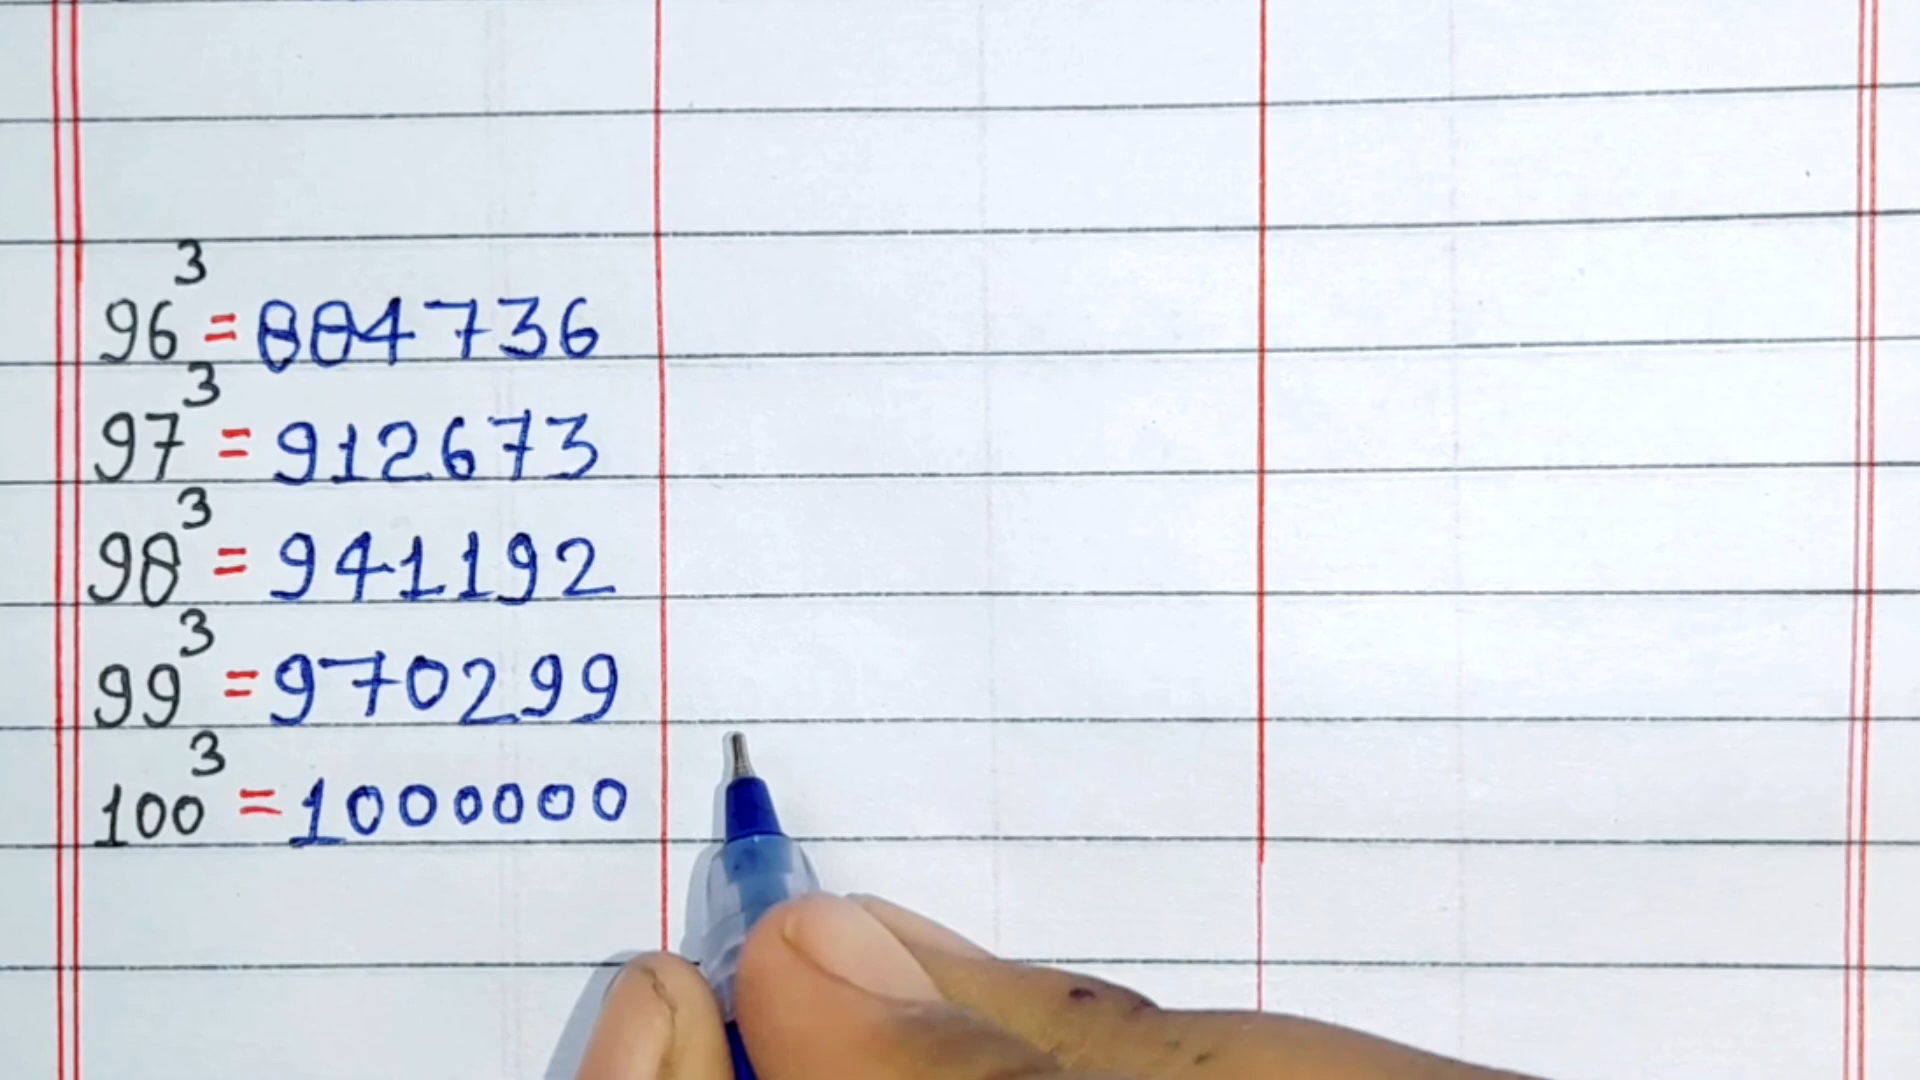 96³ = 884736
97³ = 912673
98³ = 941192
99³ = 970299
100³ = 1000000